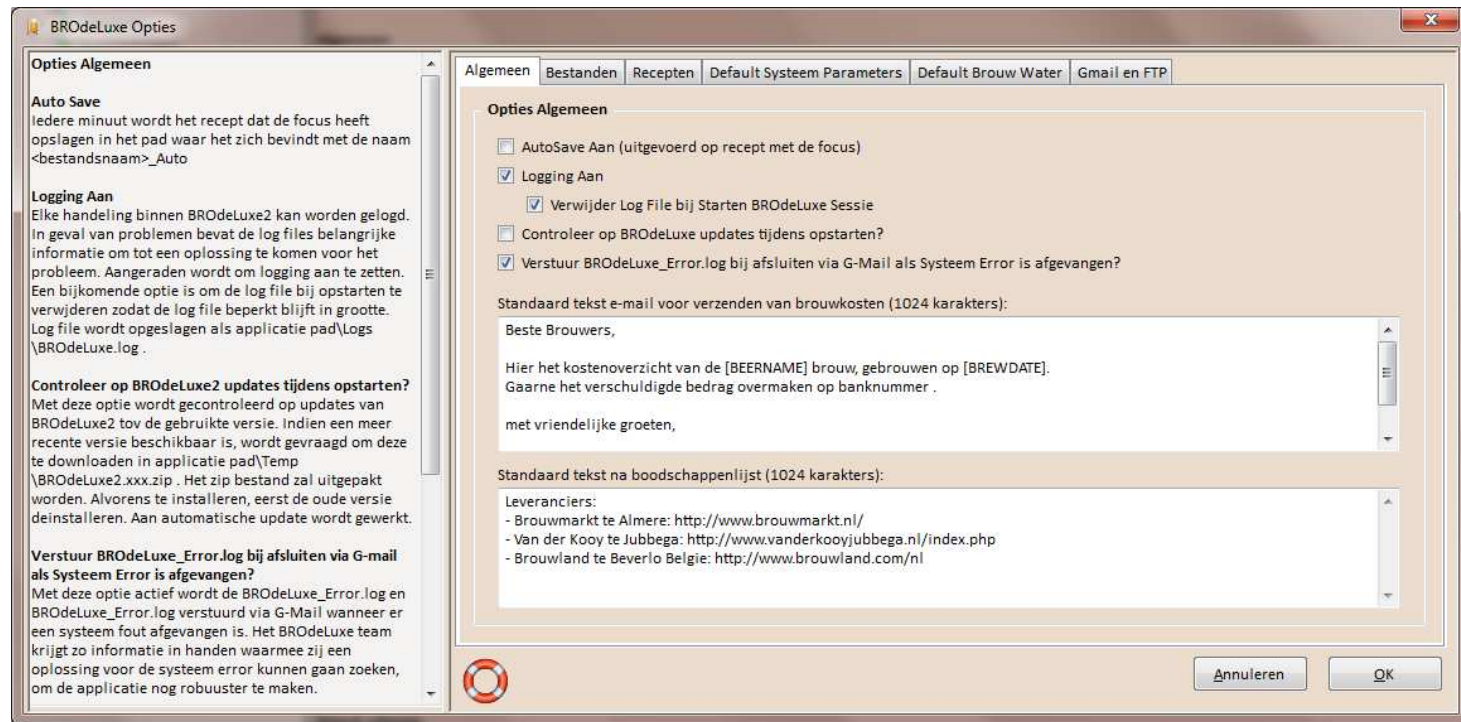 BROdeLuxe Opties
Opties Algemeen
Auto Save
Iedere minuut wordt het recept dat de focus heeft
opslagen in het pad waar het zich bevindt met de naam
<bestandsnaam>_Auto
Logging Aan
Elke handeling binnen BROdeLuxe2 kan worden gelogd.
In geval van problemen bevat de log files belangrijke
informatie om tot een oplossing te komen voor het
probleem. Aangeraden wordt om logging aan te zetten.
Een bijkomende optie is om de log file bij opstarten te
verwjderen zodat de log file beperkt blijft in grootte.
Log file wordt opgeslagen als applicatie pad\Logs
\BROdeLuxe.log .
Controleer op BROdeLuxe2 updates tijdens opstarten?
Met deze optie wordt gecontroleerd op updates van
BROdeLuxe2 tov de gebruikte versie. Indien een meer
recente versie beschikbaar is, wordt gevraagd om deze
te downloaden in applicatie pad\Temp
\BROdeLuxe2.xxx.zip . Het zip bestand zal uitgepakt
worden. Alvorens te installeren, eerst de oude versie
deinstalleren. Aan automatische update wordt gewerkt.
Verstuur BROdeLuxe_Error.log bij afsluiten via G-mail
als Systeem Error is afgevangen?
Met deze optie actief wordt de BROdeLuxe_Error.log en
BROdeLuxe_Error.log verstuurd via G-Mail wanneer er
een systeem fout afgevangen is. Het BROdeLuxe team
krijgt zo informatie in handen waarmee zij een
oplossing voor de systeem error kunnen gaan zoeken,
om de applicatie nog robuuster te maken.
Algemeen Bestanden Recepten Default Systeem Parameters Default Brouw Water Gmail en FTP
Opties Algemeen
AutoSave Aan (uitgevoerd op recept met de focus)
Logging Aan
Verwijder Log File bij Starten BROdeLuxe Sessie
Controleer op BROdeLuxe updates tijdens opstarten?
Verstuur BROdeLuxe_Error.log bij afsluiten via G-Mail als Systeem Error is afgevangen?
Standaard tekst e-mail voor verzenden van brouwkosten (1024 karakters):
Beste Brouwers,
Hier het kostenoverzicht van de [BEERNAME] brouw, gebrouwen op [BREWDATE].
Gaarne het verschuldigde bedrag overmaken op banknummer .
met vriendelijke groeten,
Standaard tekst na boodschappenlijst (1024 karakters):
Leveranciers:
- Brouwmarkt te Almere: http://www.brouwmarkt.nl/
- Van der Kooy te Jubbega: http://www.vanderkooyjubbega.nl/index.php
- Brouwland te Beverlo Belgie: http://www.brouwland.com/nl
Annuleren OK